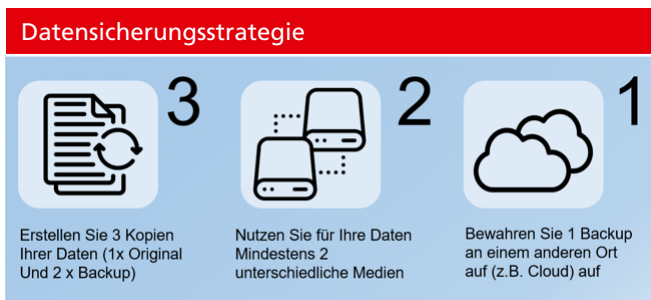 Datensicherungsstrategie
3
Erstellen Sie 3 Kopien
Ihrer Daten (1x Original
Und 2 x Backup)
2
Nutzen Sie für Ihre Daten
Mindestens 2
unterschiedliche Medien
1
Bewahren Sie 1 Backup
an einem anderen Ort
auf (z.B. Cloud) auf